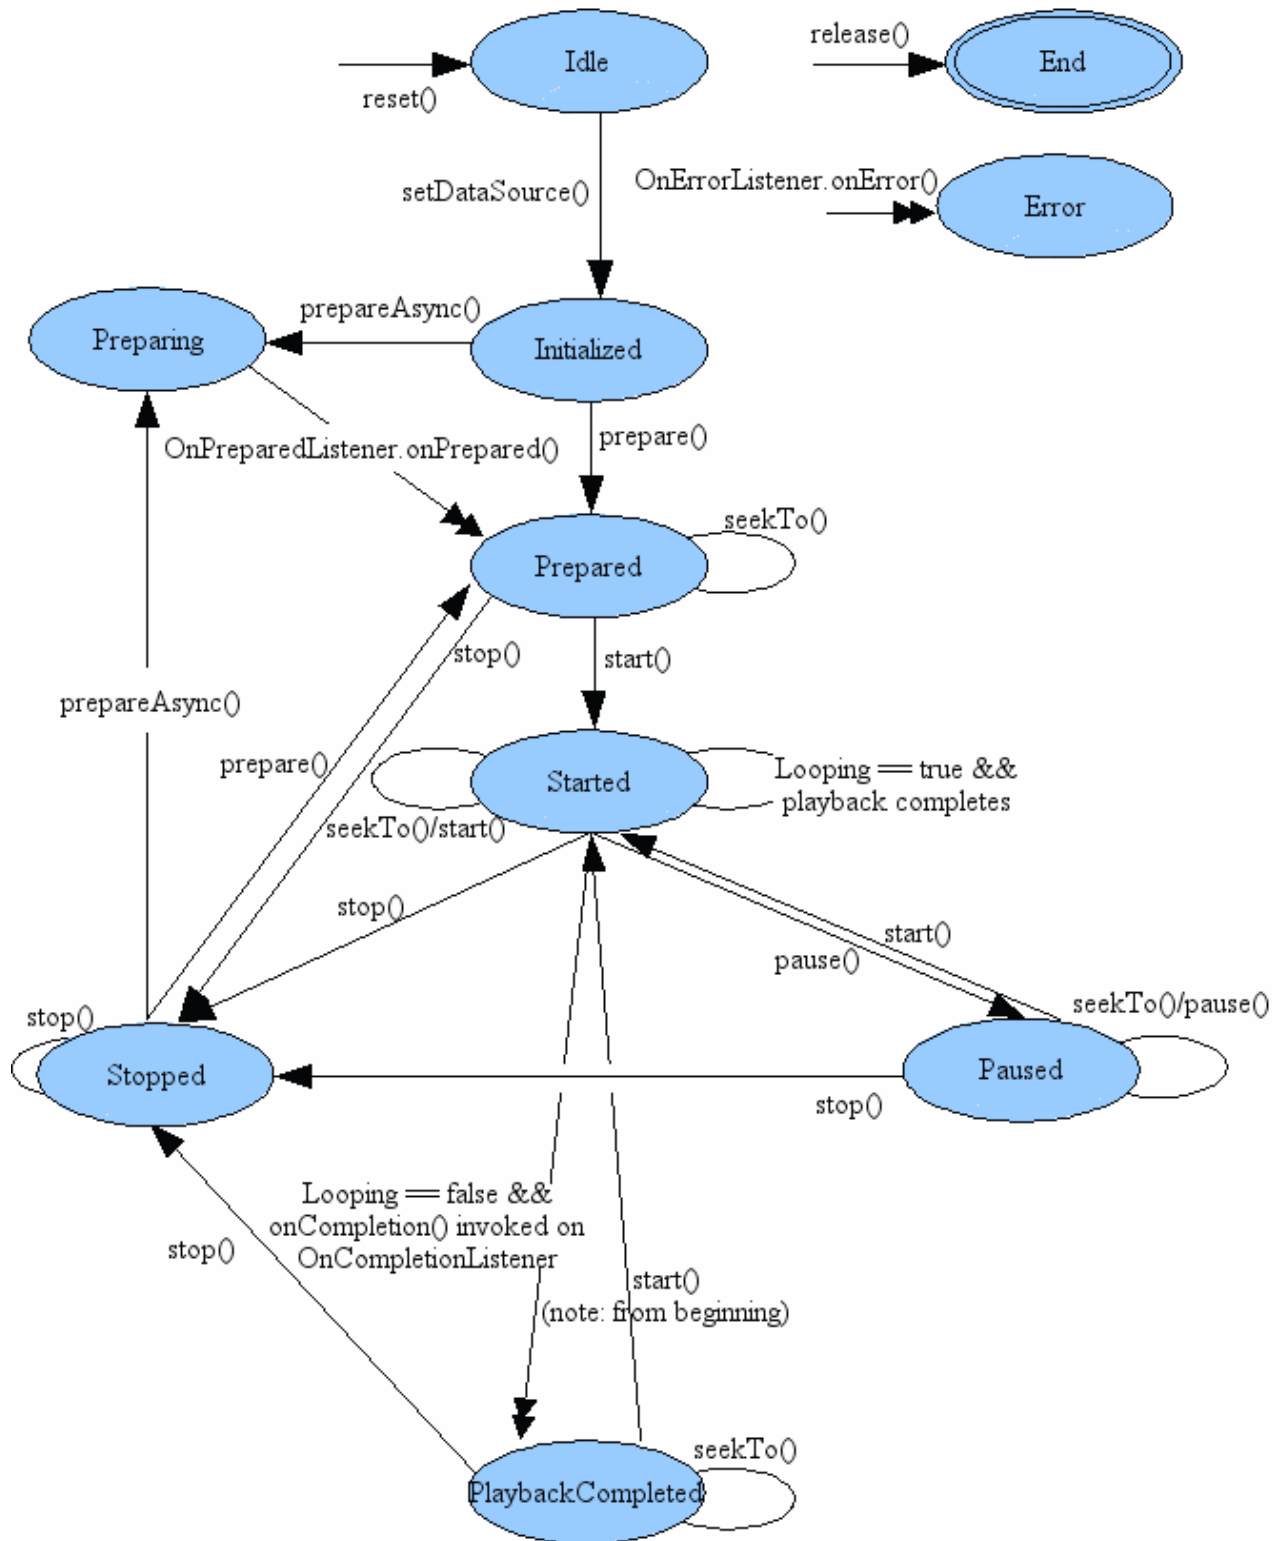 Idle
release()
End
reset()
setDataSource()
OnErrorListener.onError()
Error
prepareAsync()
Preparing
Initialized
OnPreparedListener.onPrepared()
prepare()
seekTo()
Prepared
stop()
start()
prepareAsync()
prepare()
Started
Looping == true &&
playback completes
seekTo()/start()
stop()
start()
pause()
seekTo()/pause()
stop()
Stopped
Paused
stop()
Looping == false &&
onCompletion() invoked on
OnCompletionListener
stop()
start()
(note: from beginning)
seekTo()
PlaybackCompleted